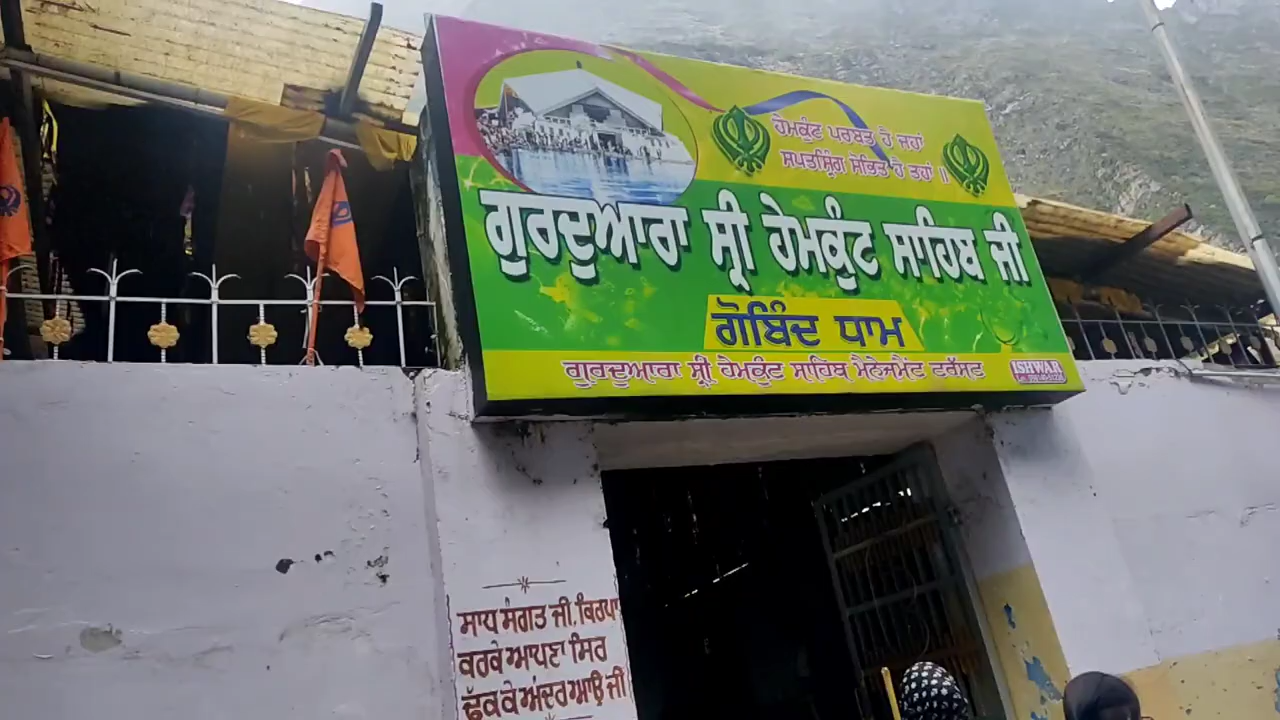 ਹੇਮਕੁੰਟ ਪਰਬਤ ਹੈ ਜਹਾਂ
ਸਪਤਸ੍ਰਿੰਗ ਸੋਭਿਤ ਹੈ ਤਹਾਂ ॥
ਗੁਰਦੁਆਰਾ ਸ੍ਰੀ ਹੇਮਕੁੰਟ ਸਾਹਿਬ ਜੀ
ਗੋਬਿੰਦ ਧਾਮ
ਗੁਰਦੁਆਰਾ ਸ੍ਰੀ ਹੇਮਕੁੰਟ ਸਾਹਿਬ ਮੈਨੇਜਮੈਂਟ ਟਰੱਸਟ
ISHWAR
ਸਾਧ ਸੰਗਤ ਜੀ, ਕਿਰਪਾ
ਕਰਕੇ ਆਪਣਾ ਸਿਰ
ਢੱਕਕੇ ਅੰਦਰ ਆਉ ਜੀ